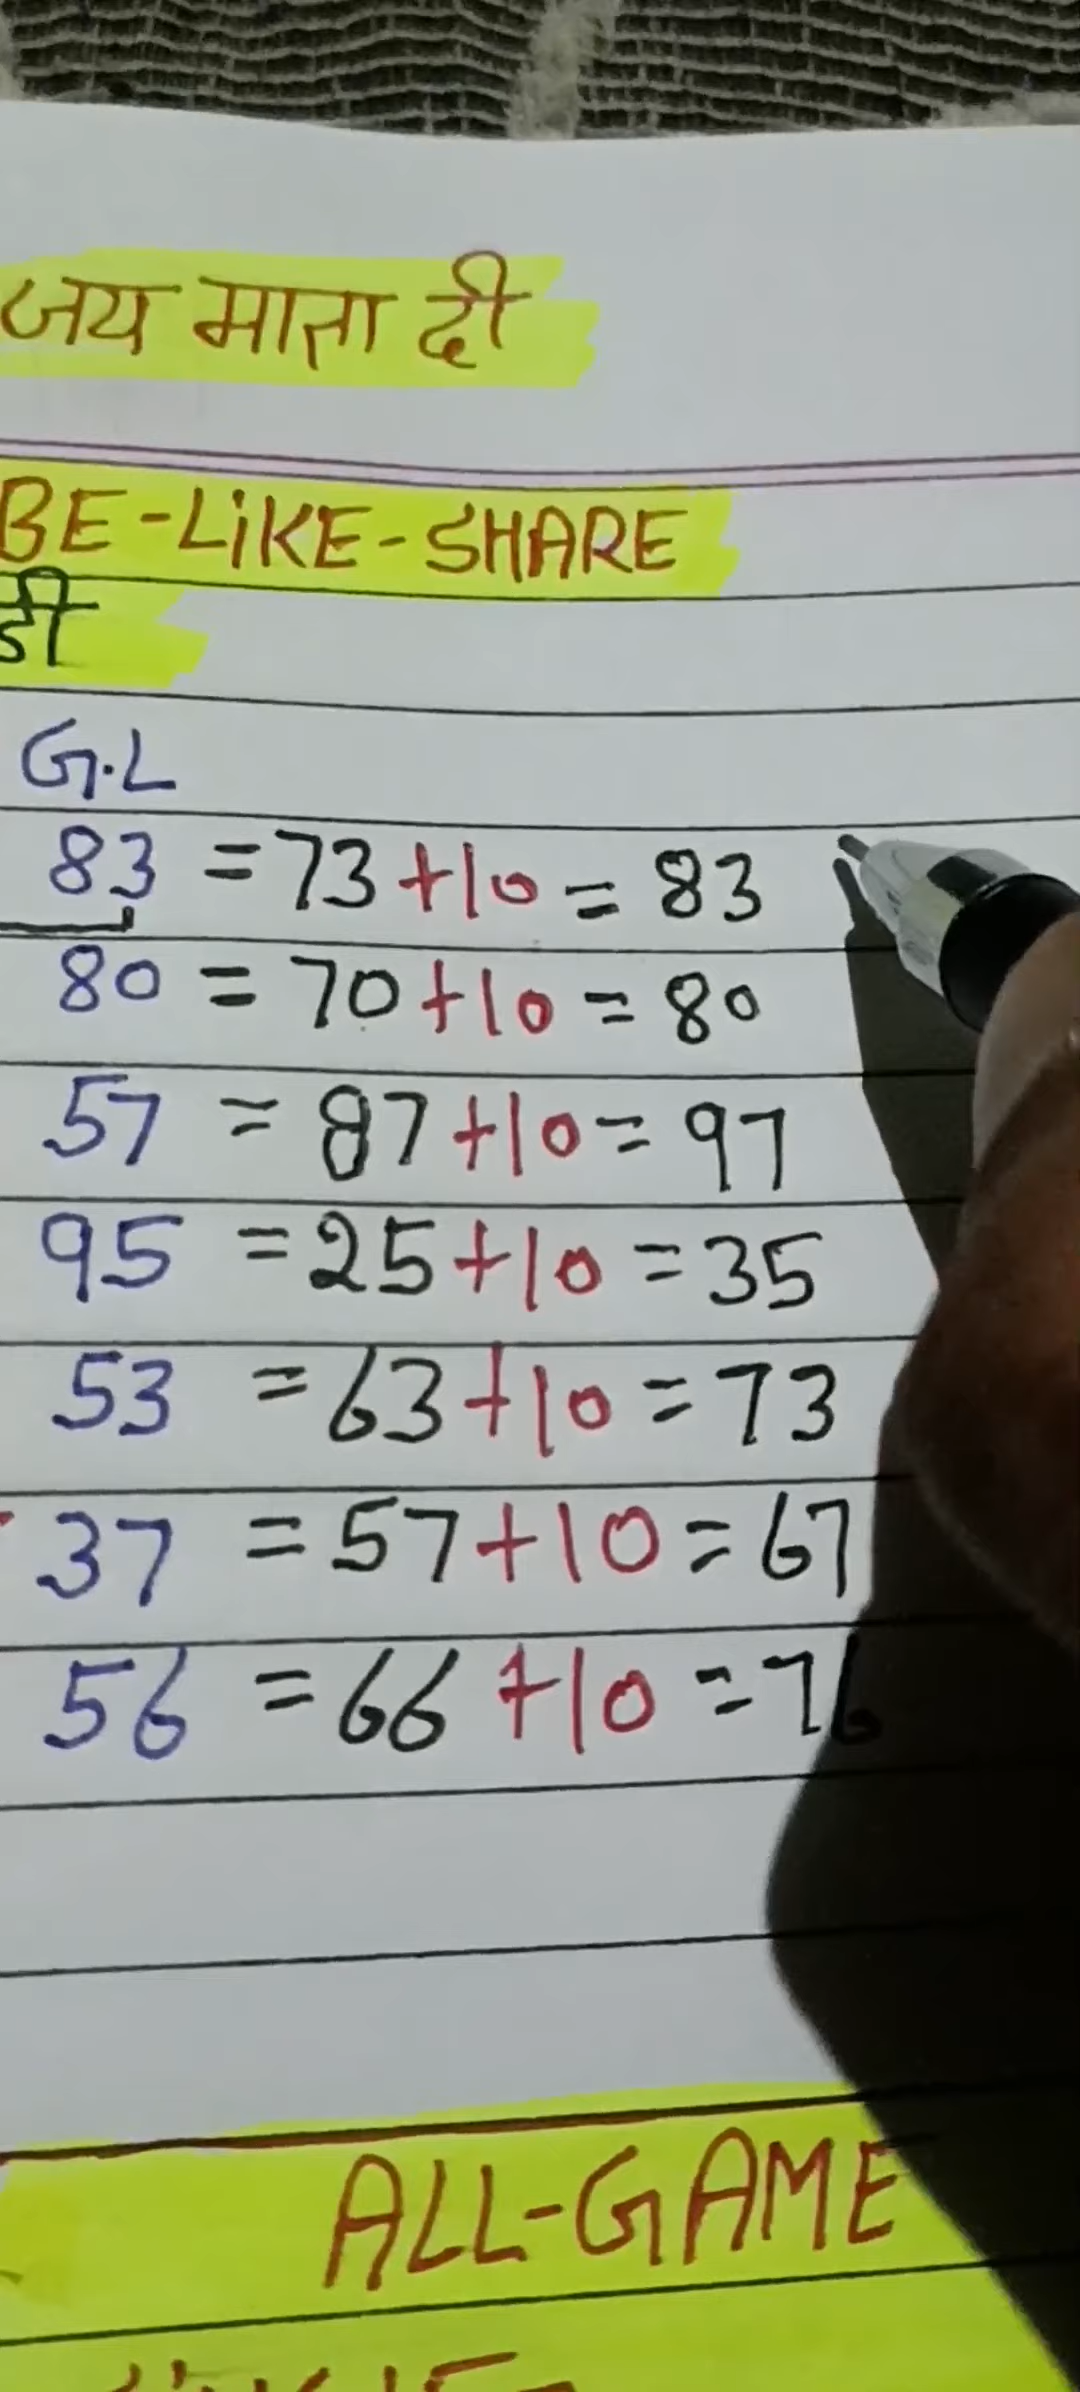 जय माता दी
BE-LiKE-SHARE
डी
G.L
83 = 73 +10 = 83
80 = 70 +10 = 80
57 = 87 +10 = 97
95 = 25 +10 = 35
53 = 63 +10 = 73
37 = 57 +10 = 67
56 = 66 +10 = 76
ALL-GAME